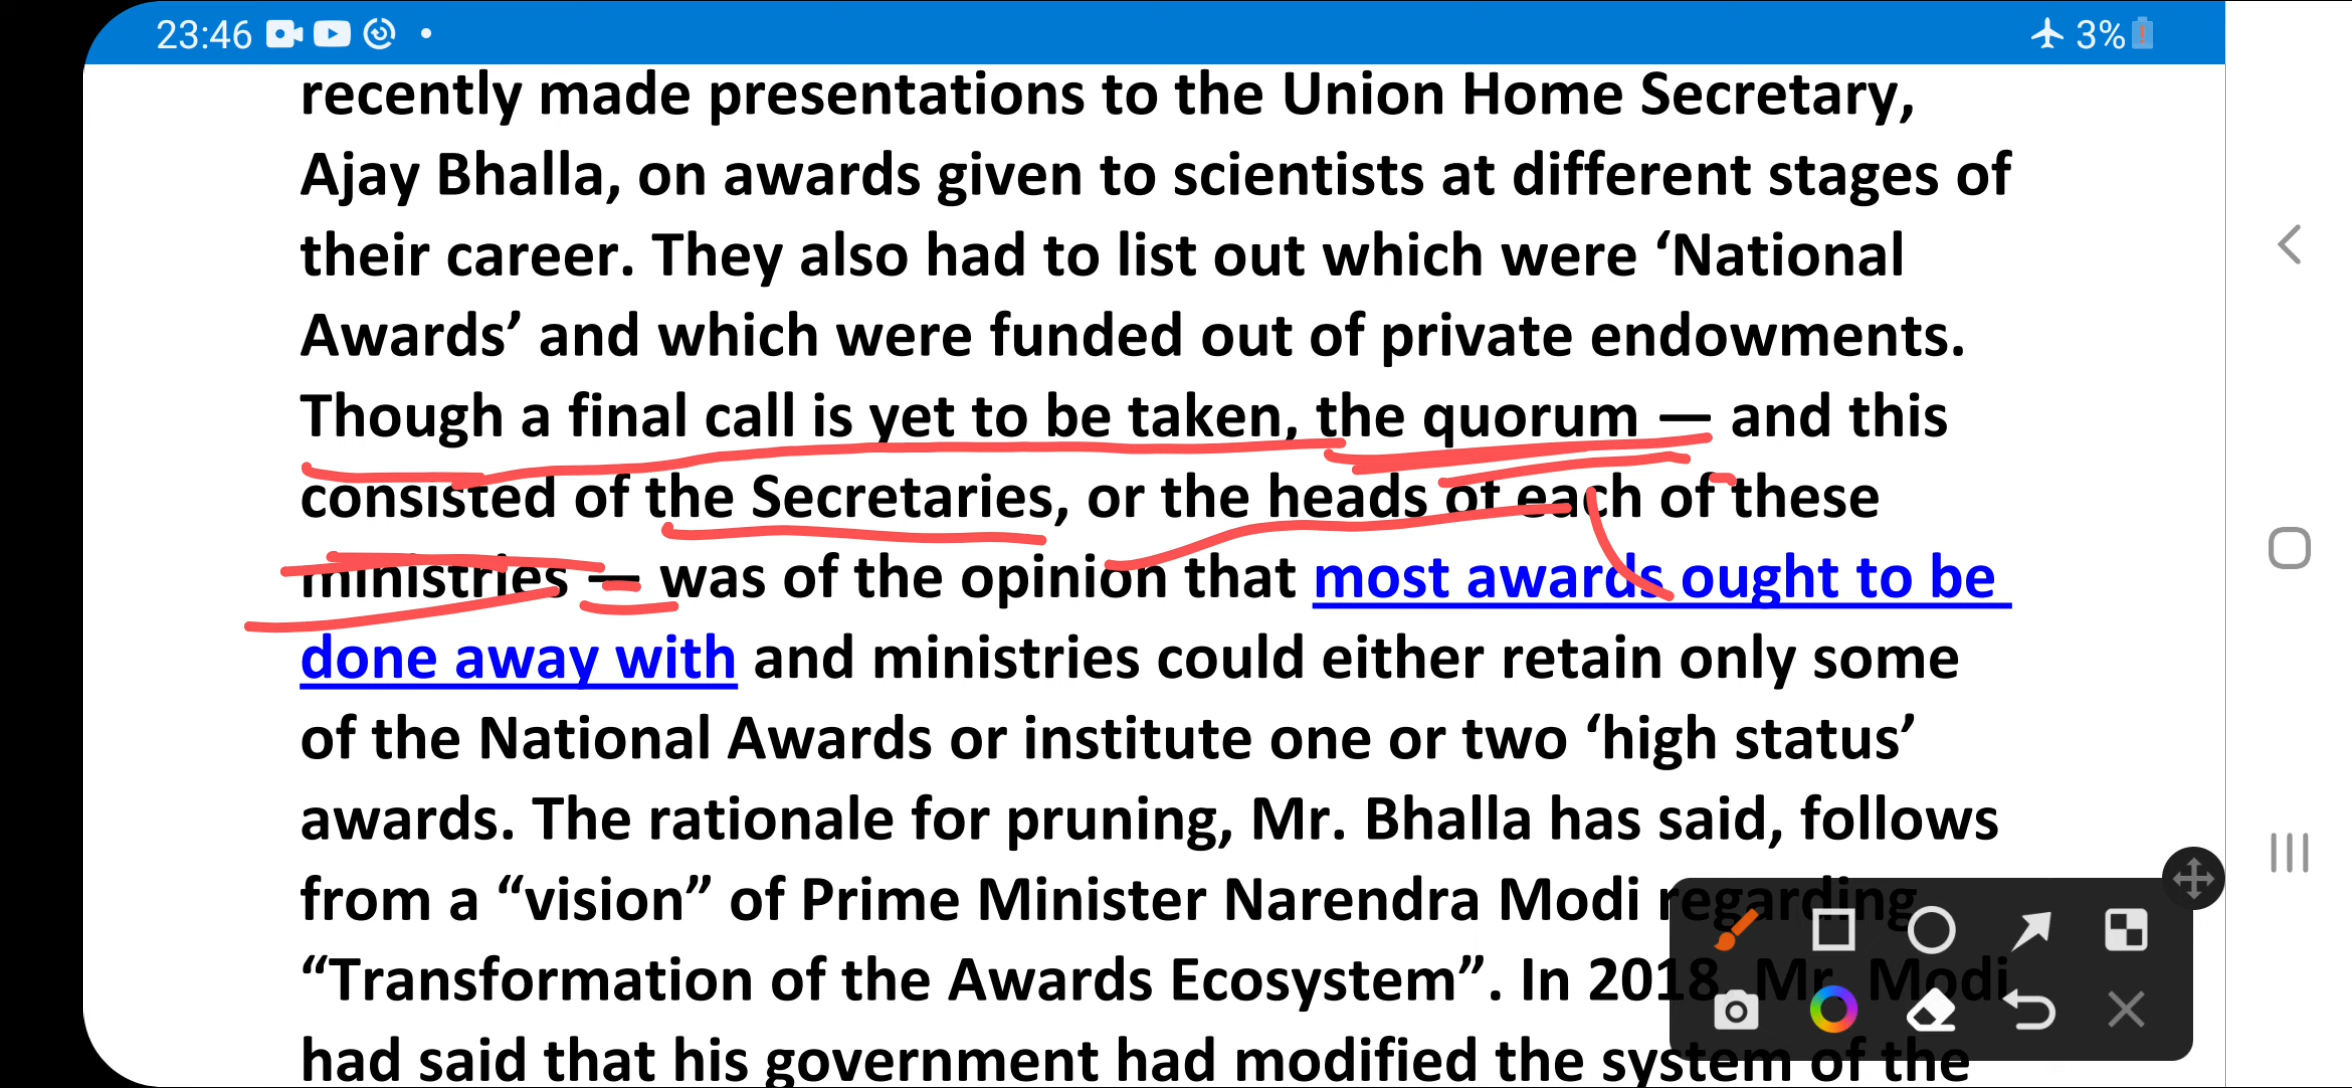 23:46
3%
recently made presentations to the Union Home Secretary,
Ajay Bhalla, on awards given to scientists at different stages of
their career. They also had to list out which were ‘National
Awards’ and which were funded out of private endowments.
Though a final call is yet to be taken, the quorum — and this
consisted of the Secretaries, or the heads of each of these
ministries — was of the opinion that most awards ought to be
done away with and ministries could either retain only some
of the National Awards or institute one or two ‘high status’
awards. The rationale for pruning, Mr. Bhalla has said, follows
from a “vision” of Prime Minister Narendra Modi regarding
“Transformation of the Awards Ecosystem”. In 2018, Mr. Modi
had said that his government had modified the system of the